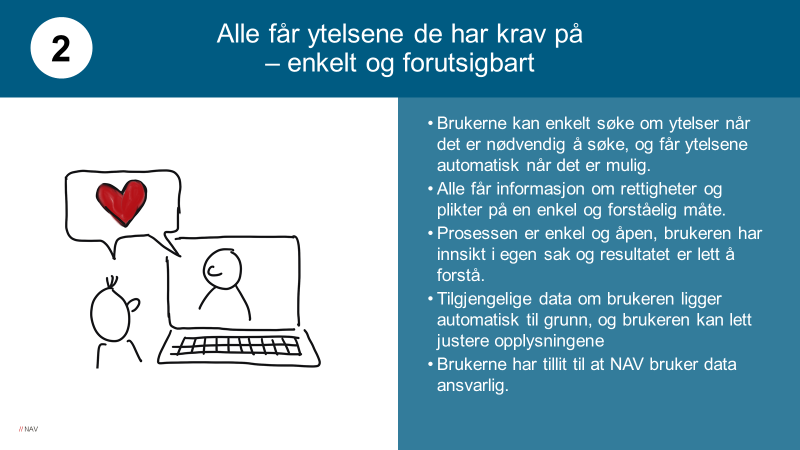 2
Alle får ytelsene de har krav på
– enkelt og forutsigbart
• Brukerne kan enkelt søke om ytelser når
det er nødvendig å søke, og får ytelsene
automatisk når det er mulig.
• Alle får informasjon om rettigheter og
plikter på en enkel og forståelig måte.
• Prosessen er enkel og åpen, brukeren har
innsikt i egen sak og resultatet er lett å
forstå.
• Tilgjengelige data om brukeren ligger
automatisk til grunn, og brukeren kan lett
justere opplysningene
• Brukerne har tillit til at NAV bruker data
ansvarlig.
// NAV